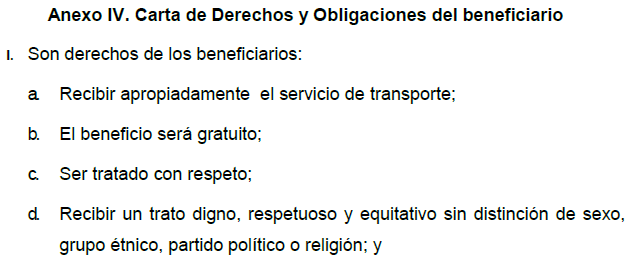 Anexo IV. Carta de Derechos y Obligaciones del beneficiario
I. Son derechos de los beneficiarios:
a. Recibir apropiadamente el servicio de transporte;
b. El beneficio será gratuito;
c. Ser tratado con respeto;
d. Recibir un trato digno, respetuoso y equitativo sin distinción de sexo,
grupo étnico, partido político o religión; y